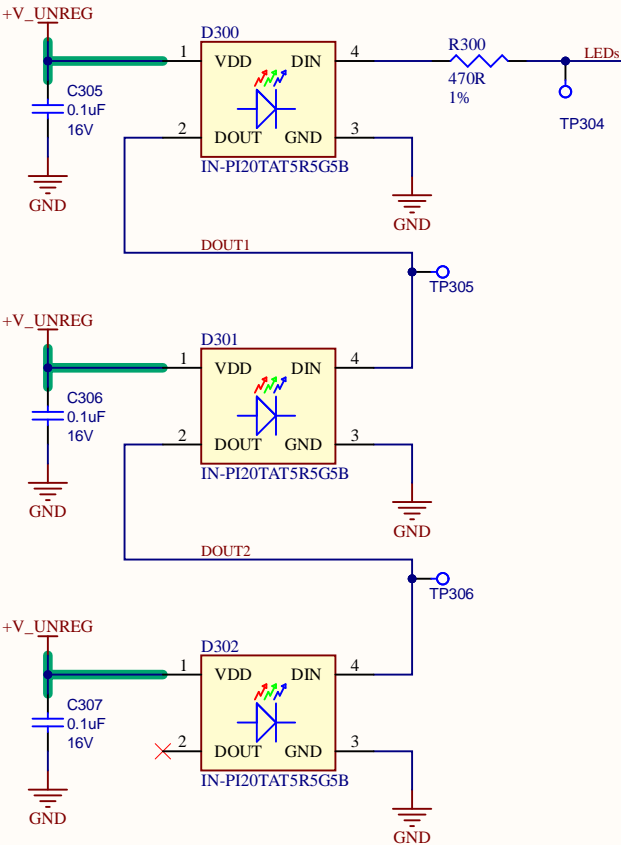 +V_UNREG
D300
1 VDD DIN 4
R300
470R
1%
LEDs
TP304
C305
0.1uF
16V
2 DOUT GND 3
IN-PI20TAT5R5G5B
GND
GND
DOUT1
TP305
+V_UNREG
D301
1 VDD DIN 4
C306
0.1uF
16V
2 DOUT GND 3
IN-PI20TAT5R5G5B
GND
GND
DOUT2
TP306
+V_UNREG
D302
1 VDD DIN 4
C307
0.1uF
16V
2 DOUT GND 3
IN-PI20TAT5R5G5B
GND
GND